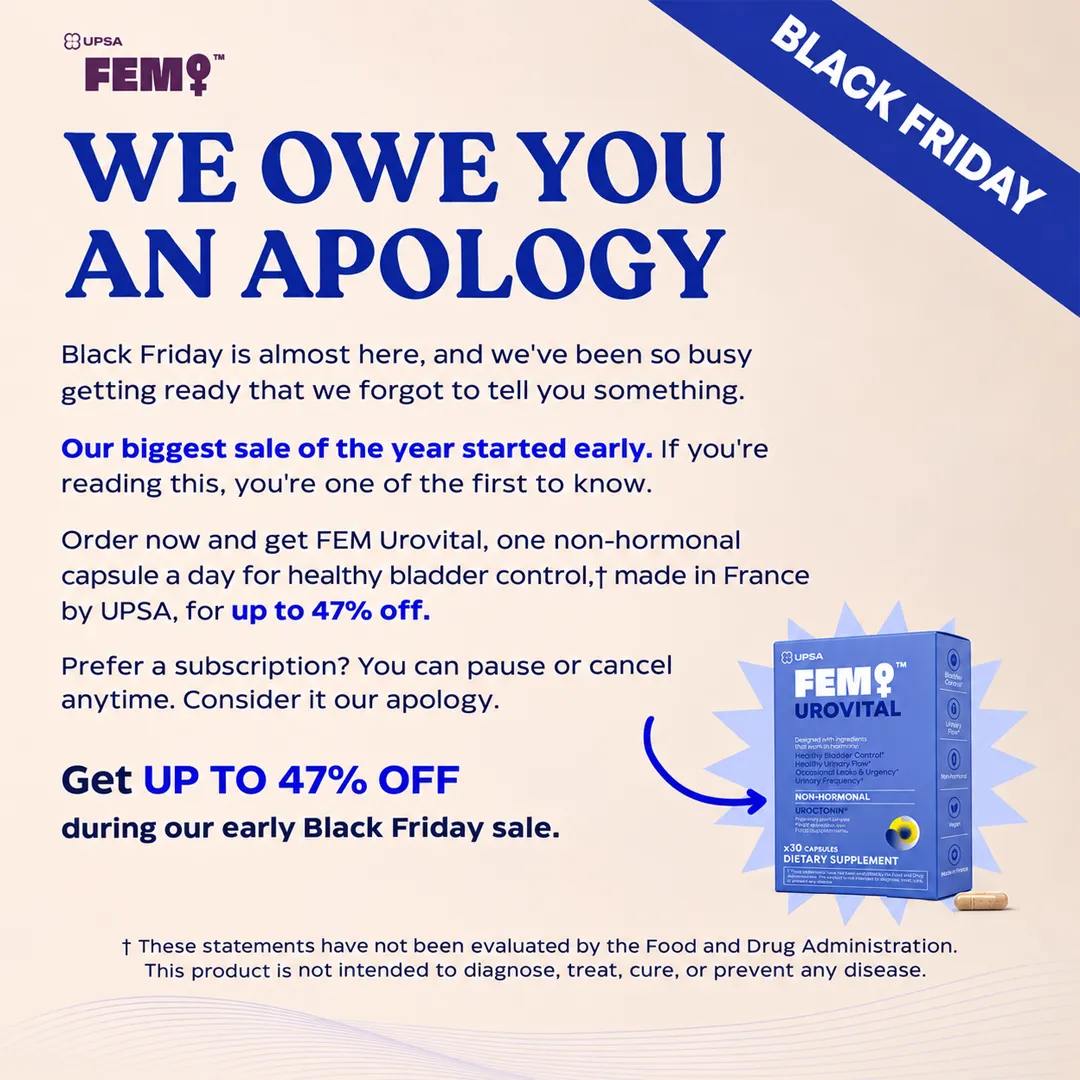 UPSA
FEM
™
BLACK FRIDAY
WE OWE YOU
AN APOLOGY
Black Friday is almost here, and we've been so busy
getting ready that we forgot to tell you something.
Our biggest sale of the year started early. If you're
reading this, you're one of the first to know.
Order now and get FEM Urovital, one non-hormonal
capsule a day for healthy bladder control,† made in France
by UPSA, for up to 47% off.
Prefer a subscription? You can pause or cancel
anytime. Consider it our apology.
Get UP TO 47% OFF
during our early Black Friday sale.
UPSA
FEM
™
UROVITAL
Designed with ingredients
that work in harmony
Healthy Bladder Control*
Healthy Urinary Flow*
Occasional Leaks & Urgency*
Urinary Frequency*
NON-HORMONAL
UROCTONIN®
x30 CAPSULES
DIETARY SUPPLEMENT
Bladder
Control*
Urinary
Flow*
Non-hormonal
Vegan
Made in France
† These statements have not been evaluated by the Food and Drug Administration.
This product is not intended to diagnose, treat, cure, or prevent any disease.